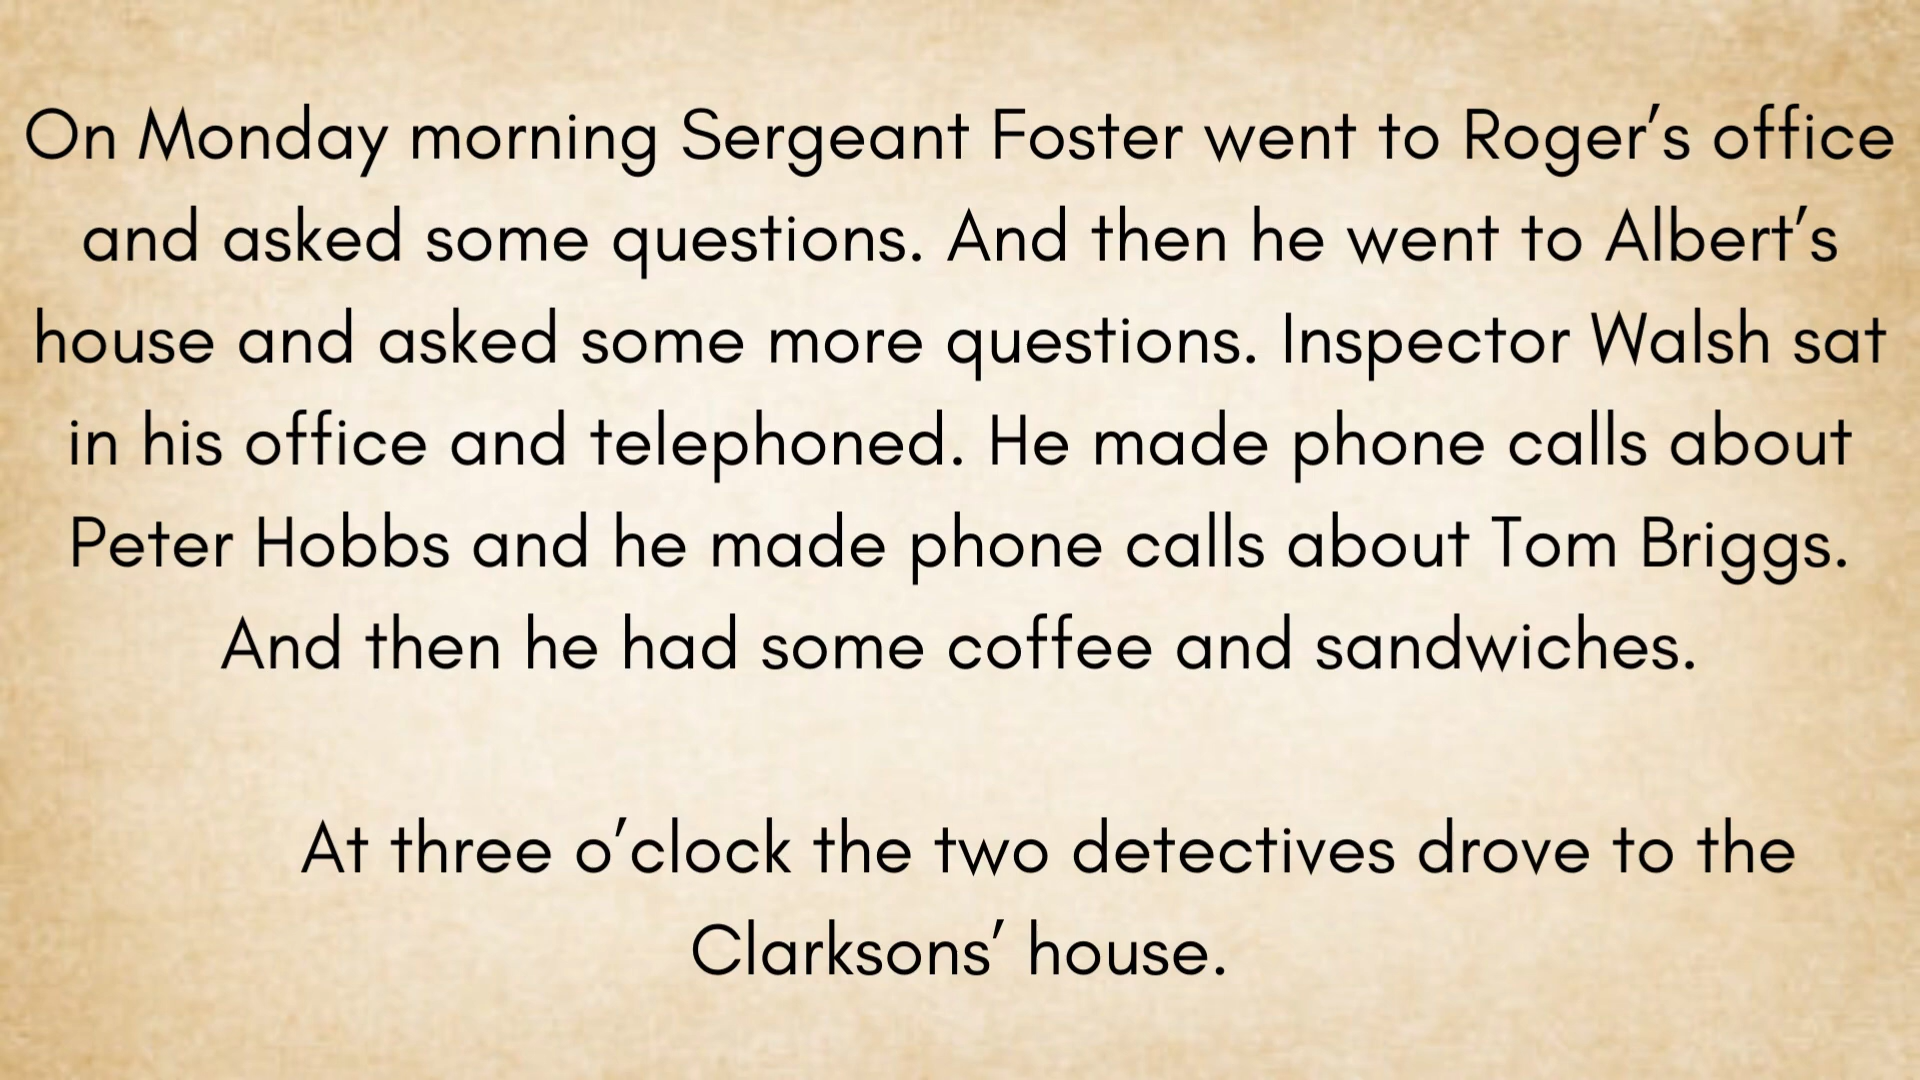 On Monday morning Sergeant Foster went to Roger’s office
and asked some questions. And then he went to Albert’s
house and asked some more questions. Inspector Walsh sat
in his office and telephoned. He made phone calls about
Peter Hobbs and he made phone calls about Tom Briggs.
And then he had some coffee and sandwiches.
At three o’clock the two detectives drove to the
Clarksons’ house.